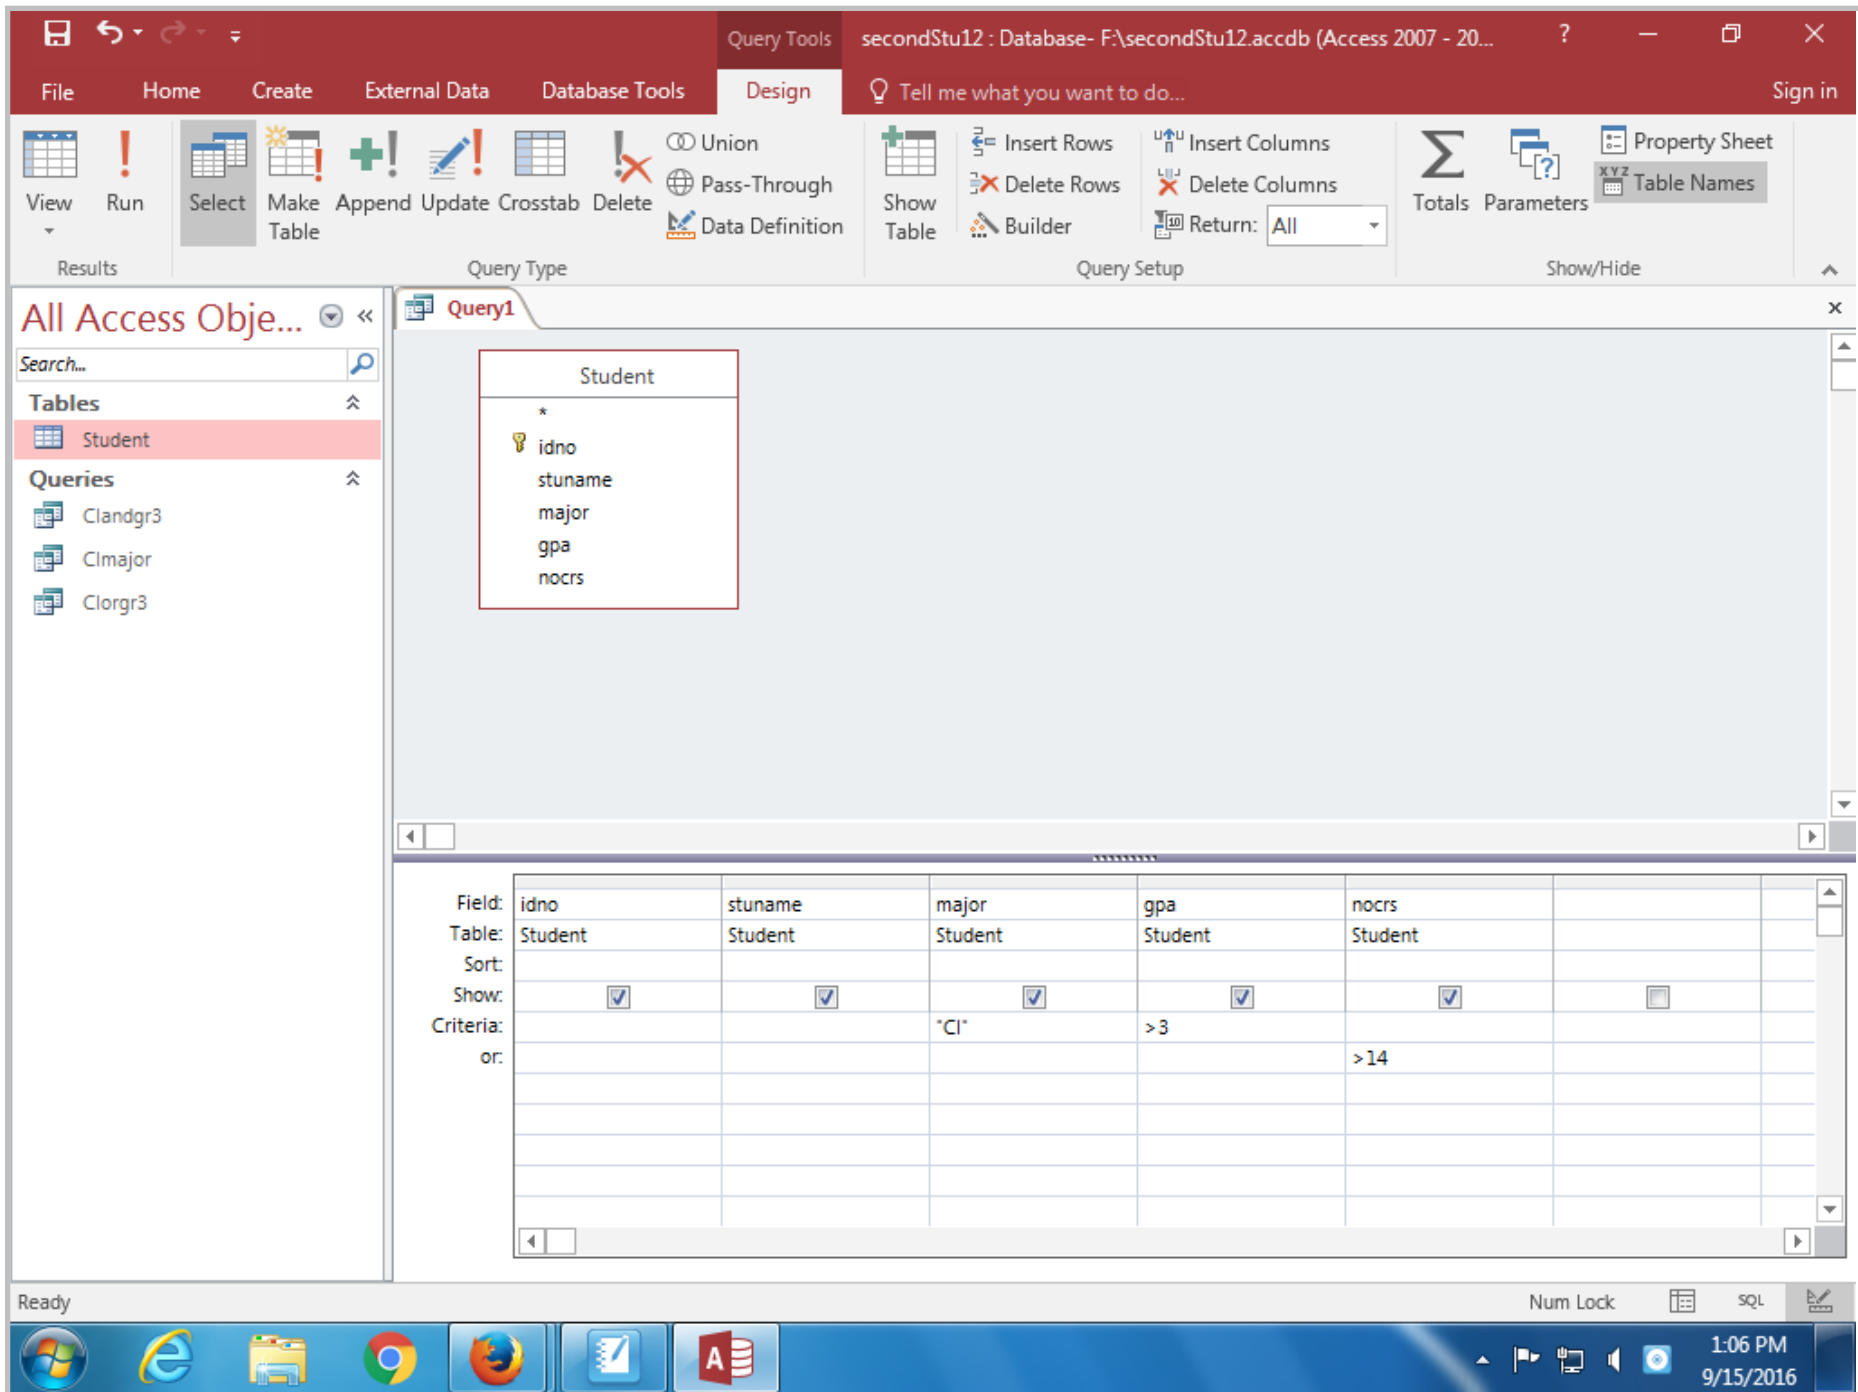 Query Tools secondStu12 : Database- F:\secondStu12.accdb (Access 2007 - 20... ?
File Home Create External Data Database Tools Design Tell me what you want to do... Sign in
View Run Select Make Table Append Update Crosstab Delete
Union
Pass-Through
Data Definition
Show Table
Insert Rows
Delete Rows
Builder
Insert Columns
Delete Columns
Return: All
Totals Parameters
Property Sheet
XYZ Table Names
Results Query Type Query Setup Show/Hide
All Access Obje... «
Search...
Tables
Student
Queries
CIandgr3
CImajor
CIorgr3
Query1
Student
*
idno
stuname
major
gpa
nocrs
Field: idno stuname major gpa nocrs
Table: Student Student Student Student Student
Sort:
Show:
Criteria: "CI" >3
or: >14
Ready Num Lock SQL
1:06 PM
9/15/2016